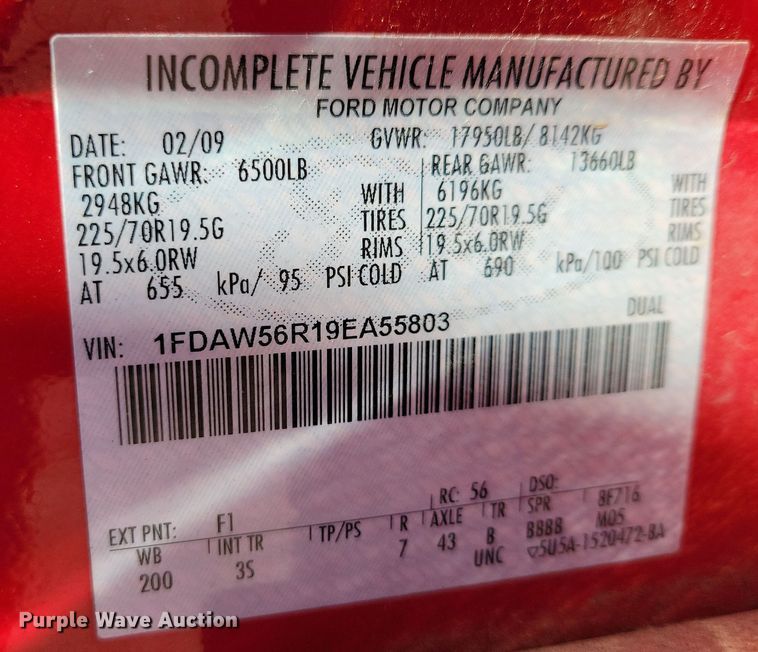 INCOMPLETE VEHICLE MANUFACTURED BY
FORD MOTOR COMPANY
DATE: 02/09 GVWR: 17950LB/ 8142KG
FRONT GAWR: 6500LB REAR GAWR: 13660LB
2948KG WITH 6196KG WITH
225/70R19.5G TIRES 225/70R19.5G TIRES
19.5x6.0RW RIMS 19.5x6.0RW RIMS
AT 655 kPa/ 95 PSI COLD AT 690 kPa/100 PSI COLD
DUAL
VIN: 1FDAW56R19EA55803
RC: 56 DSO:
EXT PNT: F1 8F716
WB INT TR TP/PS R AXLE TR SPR M05
200 3S 7 43 B BBBB
UNC ▽5U5A-1520472-BA
Purple Wave Auction